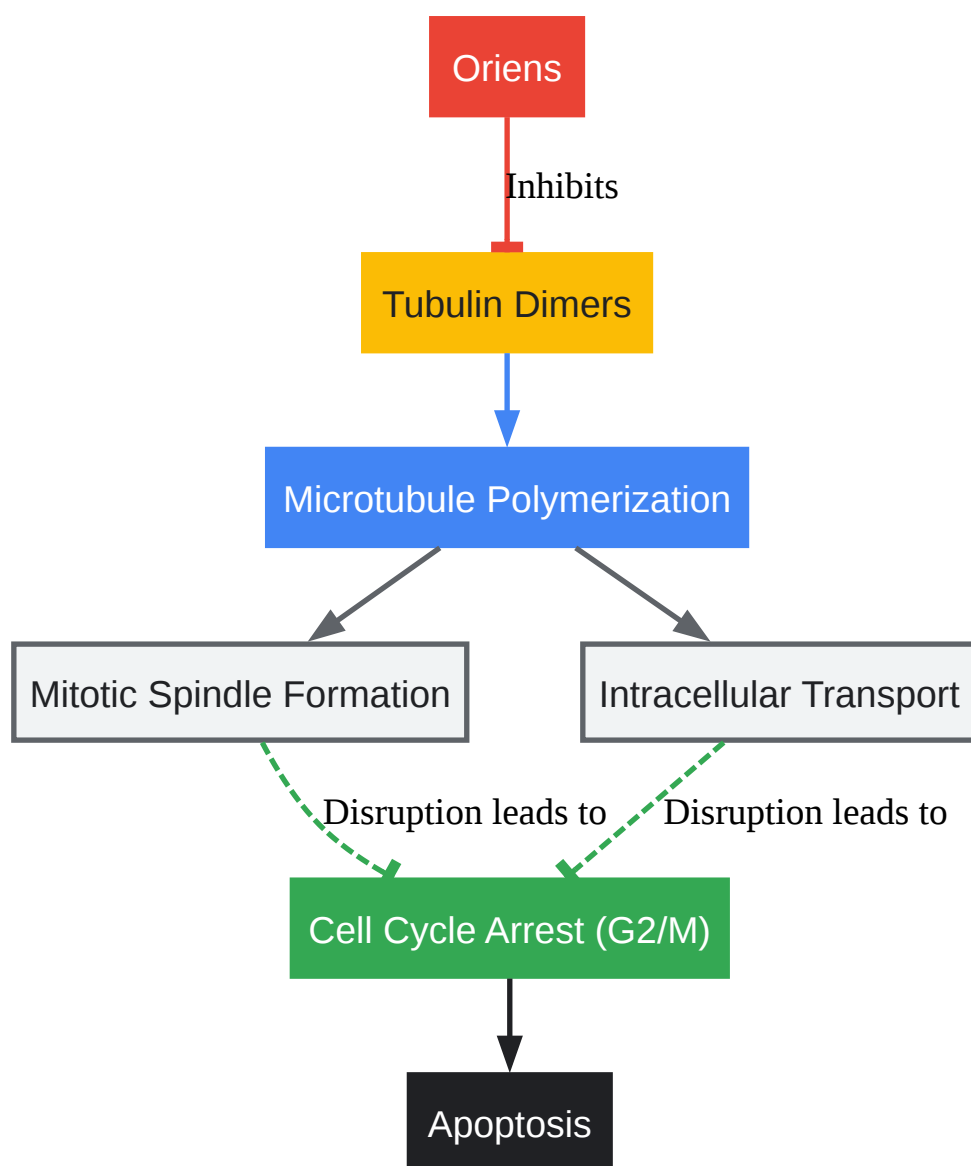 Oriens
Inhibits
Tubulin Dimers
Microtubule Polymerization
Mitotic Spindle Formation
Intracellular Transport
Disruption leads to
Disruption leads to
Cell Cycle Arrest (G2/M)
Apoptosis